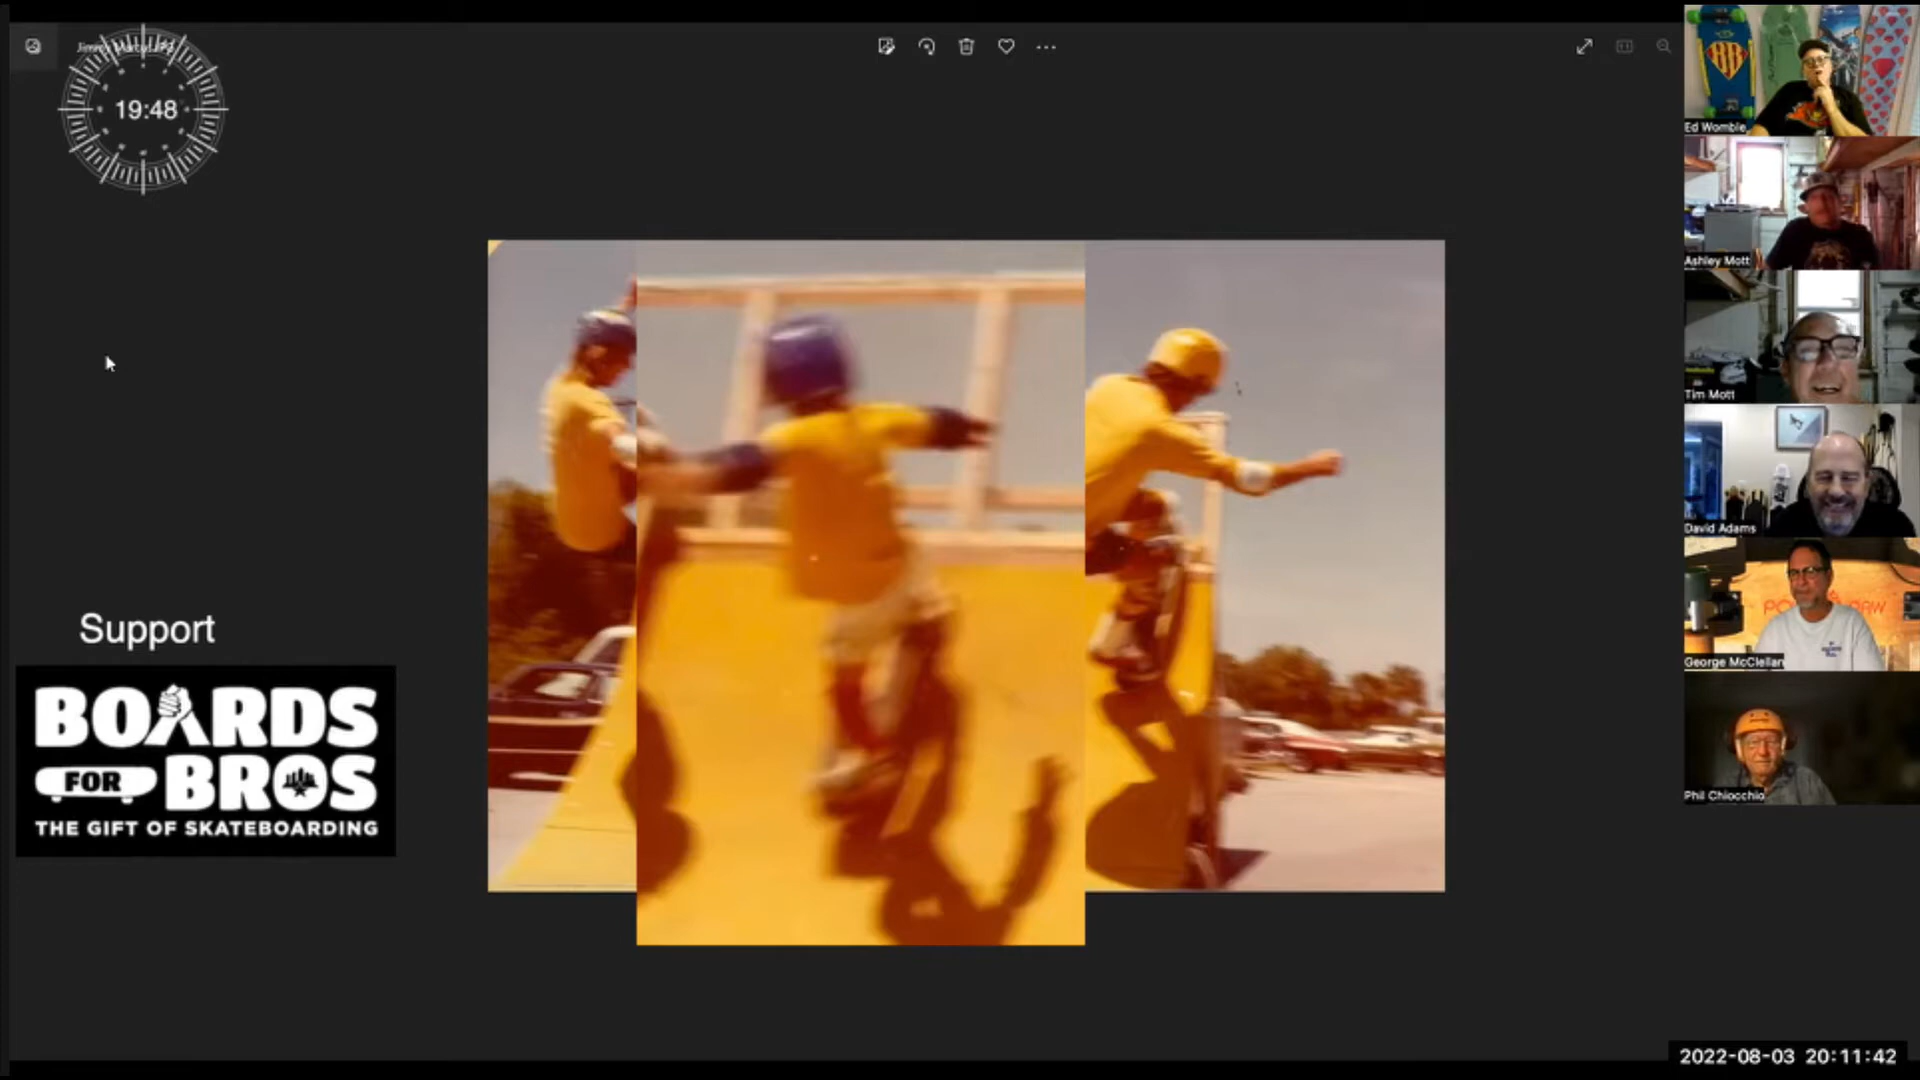 19:48
Support
BOARDS
FOR BROS
THE GIFT OF SKATEBOARDING
BB
Ed Womble
Ashley Mott
Tim Mott
David Adams
George McClellan
Phil Chiocchio
2022-08-03 20:11:42